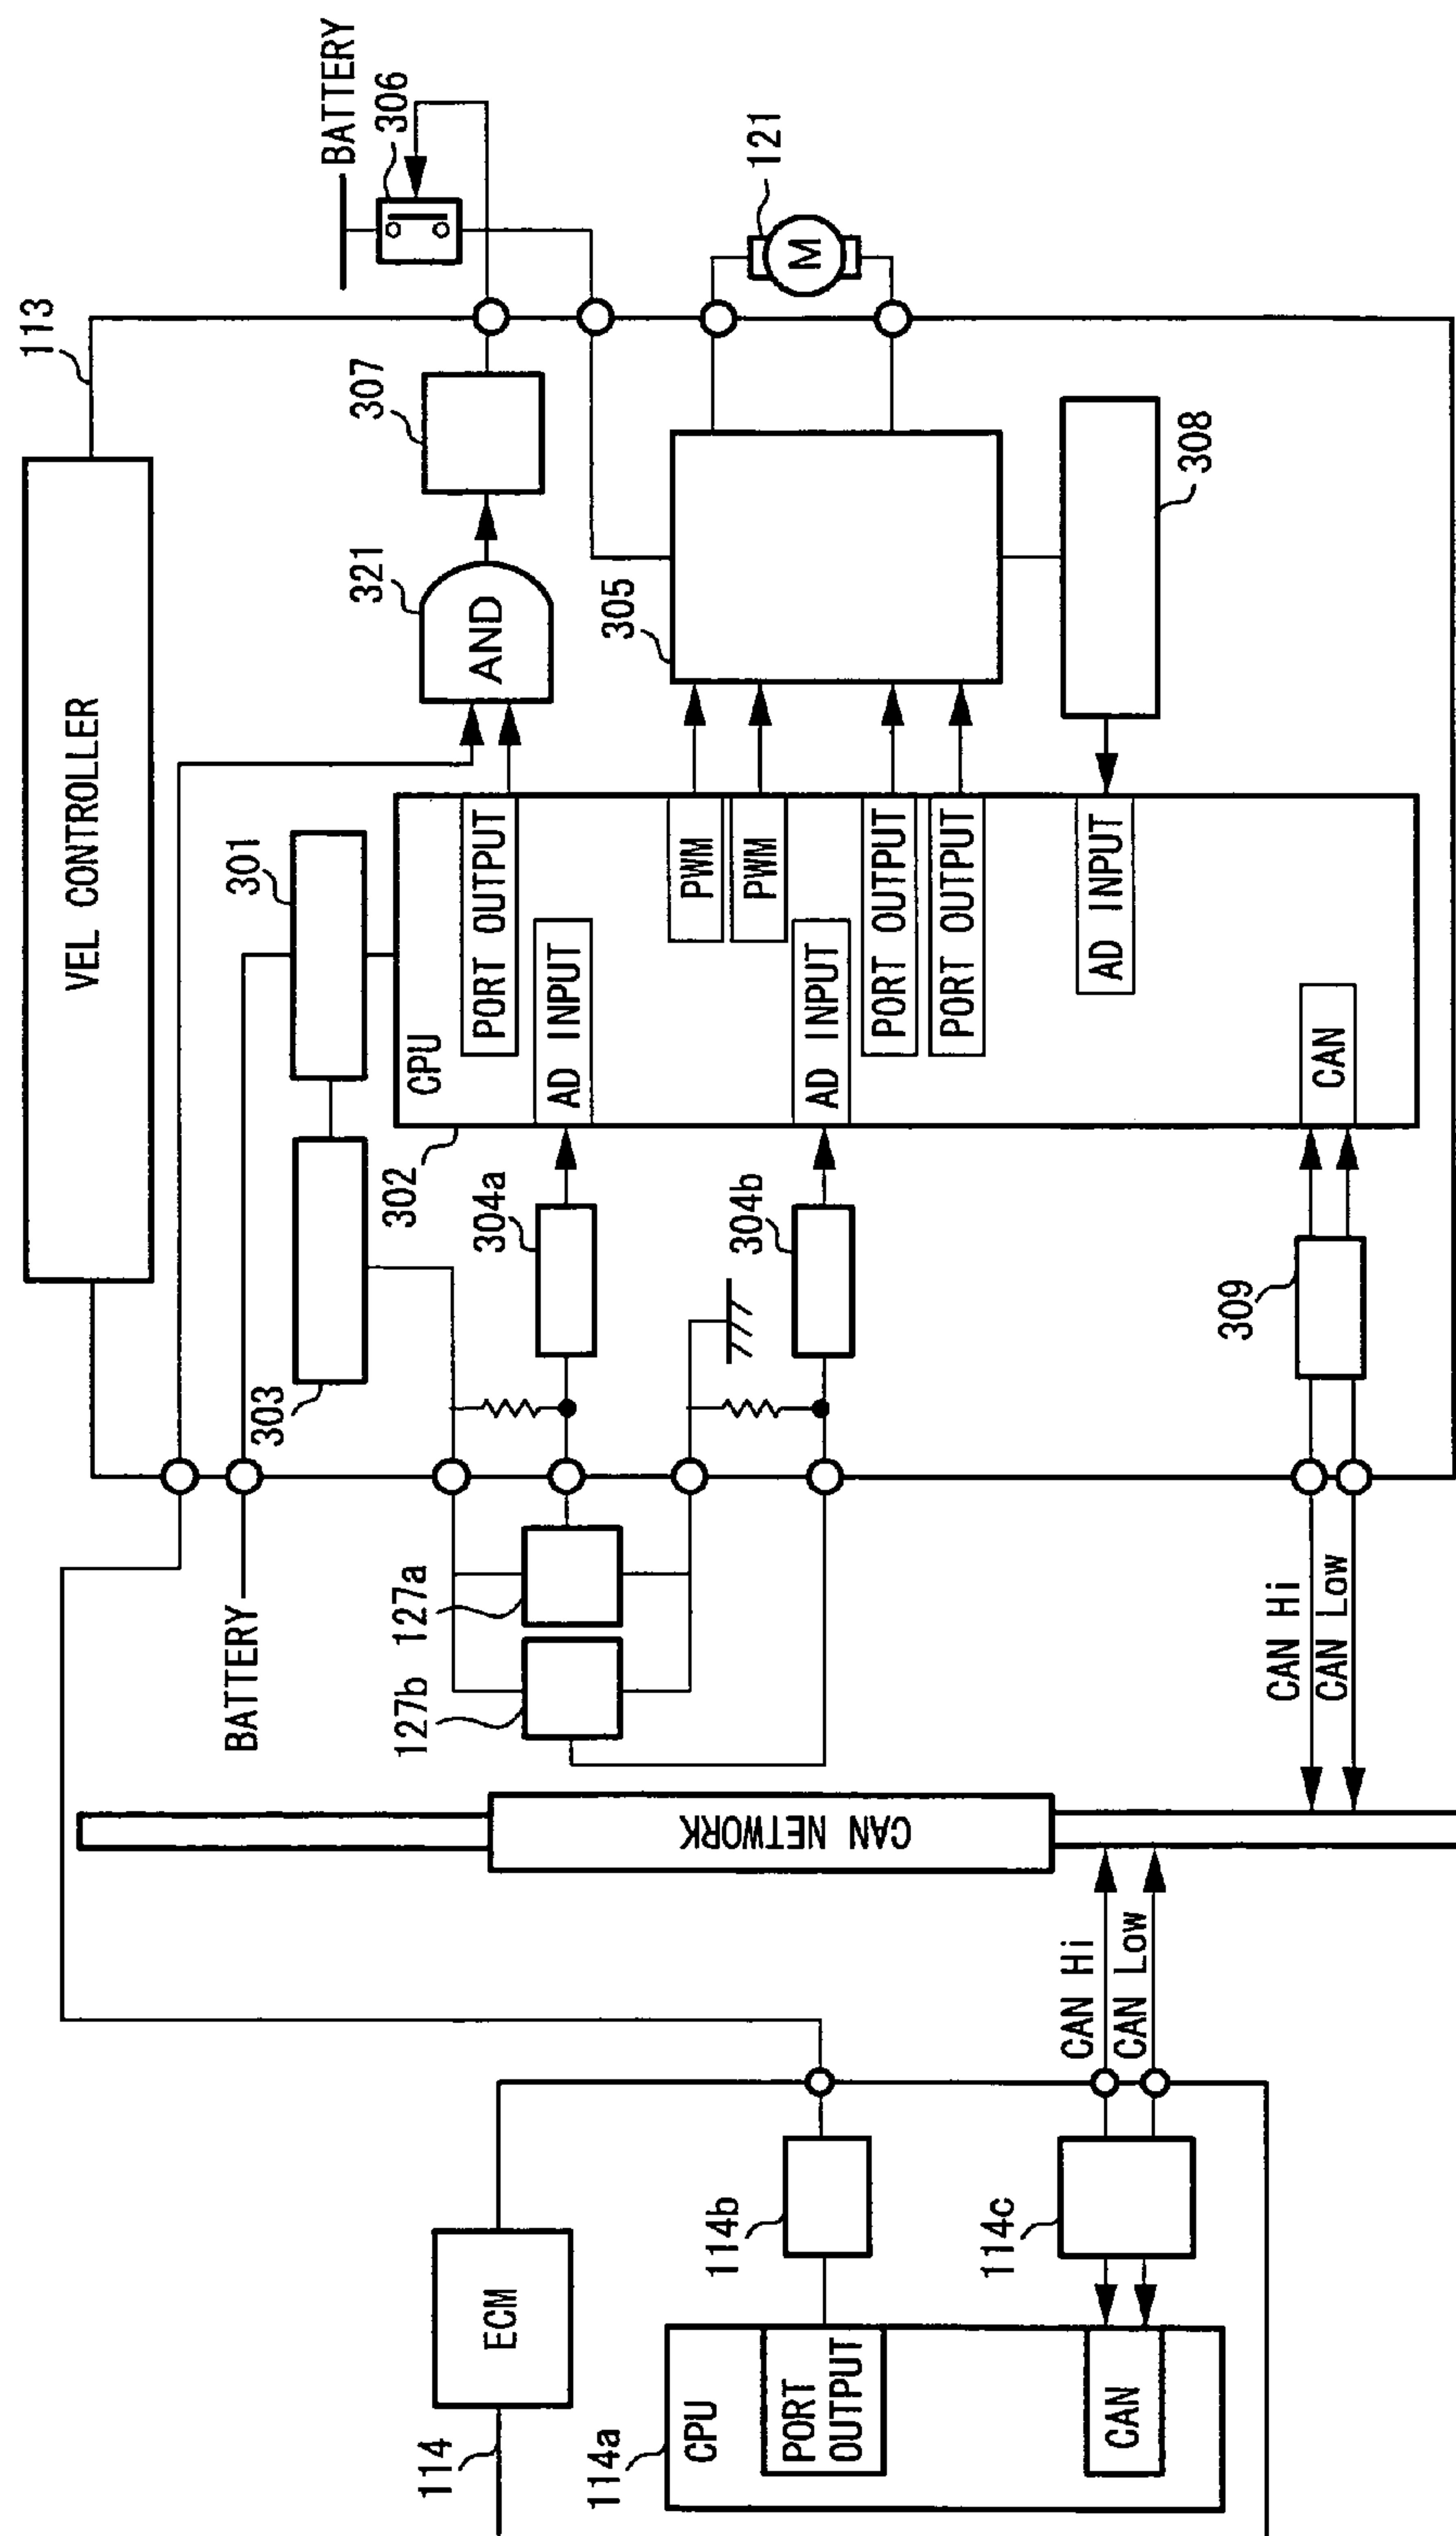 VEL CONTROLLER
113
BATTERY
306
307
321
AND
301
303
CPU
302
PORT OUTPUT
AD INPUT
304a
PWM
PWM
305
121
M
AD INPUT
304b
PORT OUTPUT
PORT OUTPUT
AD INPUT
308
CAN
309
BATTERY
127a
127b
CAN Hi
CAN Low
CAN NETWORK
CAN Hi
CAN Low
ECM
114
114a
CPU
PORT
OUTPUT
114b
CAN
114c